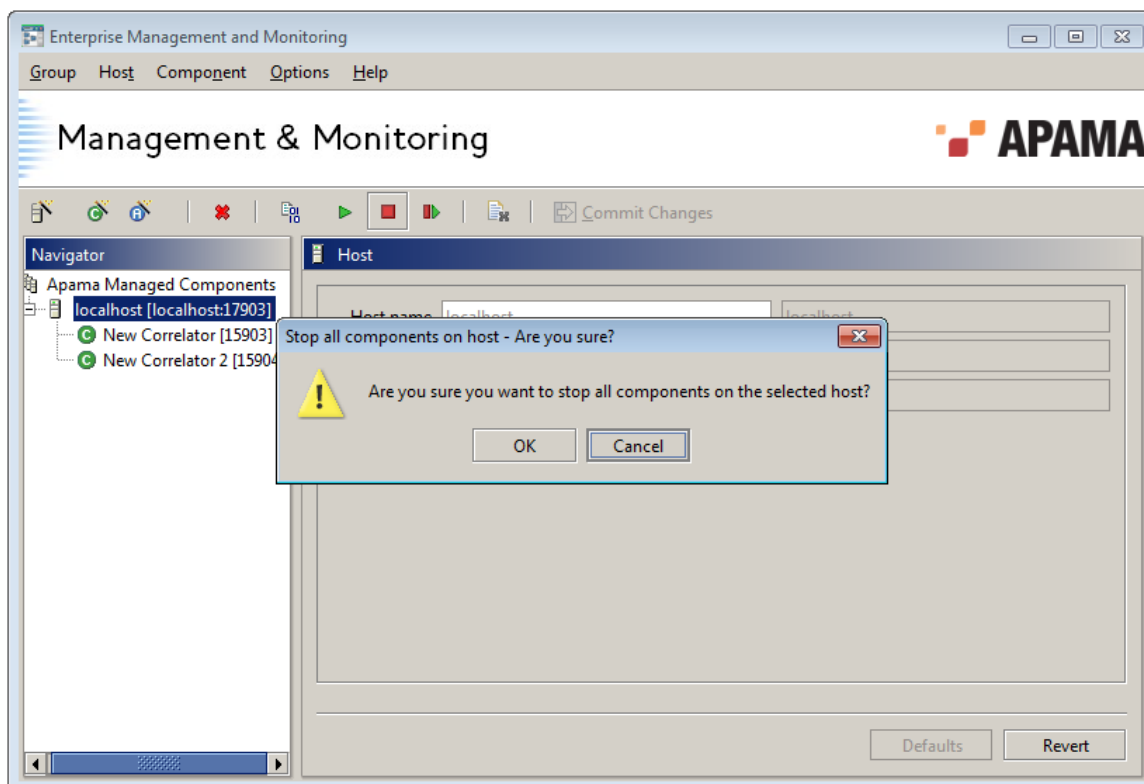 Enterprise Management and Monitoring
Group Host Component Options Help
Management & Monitoring
APAMA
Commit Changes
Navigator
Host
Apama Managed Components
localhost [localhost:17903]
New Correlator [15903]
New Correlator 2 [15904
Host name localhost localhost
Stop all components on host - Are you sure?
Are you sure you want to stop all components on the selected host?
OK Cancel
Defaults Revert